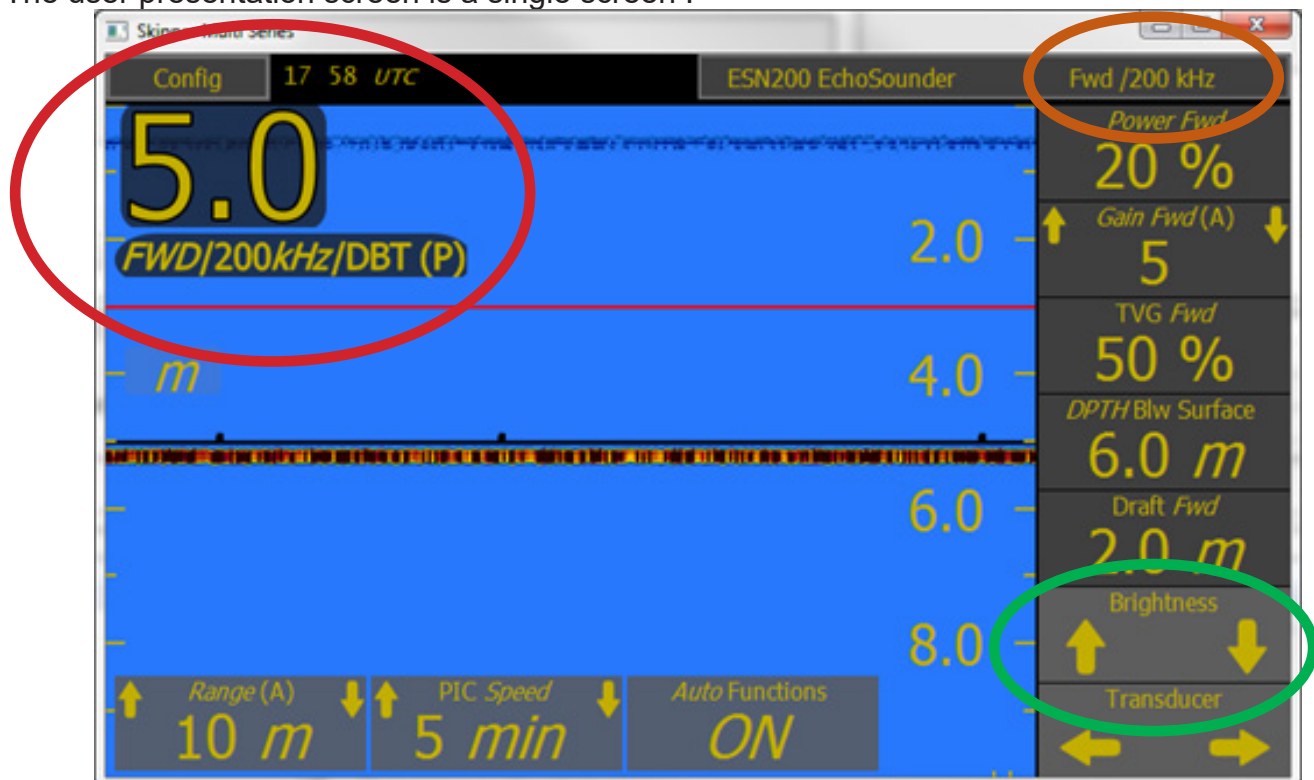 The user presentation screen is a single screen .
Multi Series
Config 17 58 UTC ESN200 EchoSounder Fwd /200 kHz
5.0
FWD/200kHz/DBT (P)
m
2.0
4.0
6.0
8.0
Power Fwd
20 %
Gain Fwd (A)
5
TVG Fwd
50 %
DPTH Blw Surface
6.0 m
Draft Fwd
2.0 m
Brightness
Transducer
Range (A)
10 m
PIC Speed
5 min
Auto Functions
ON